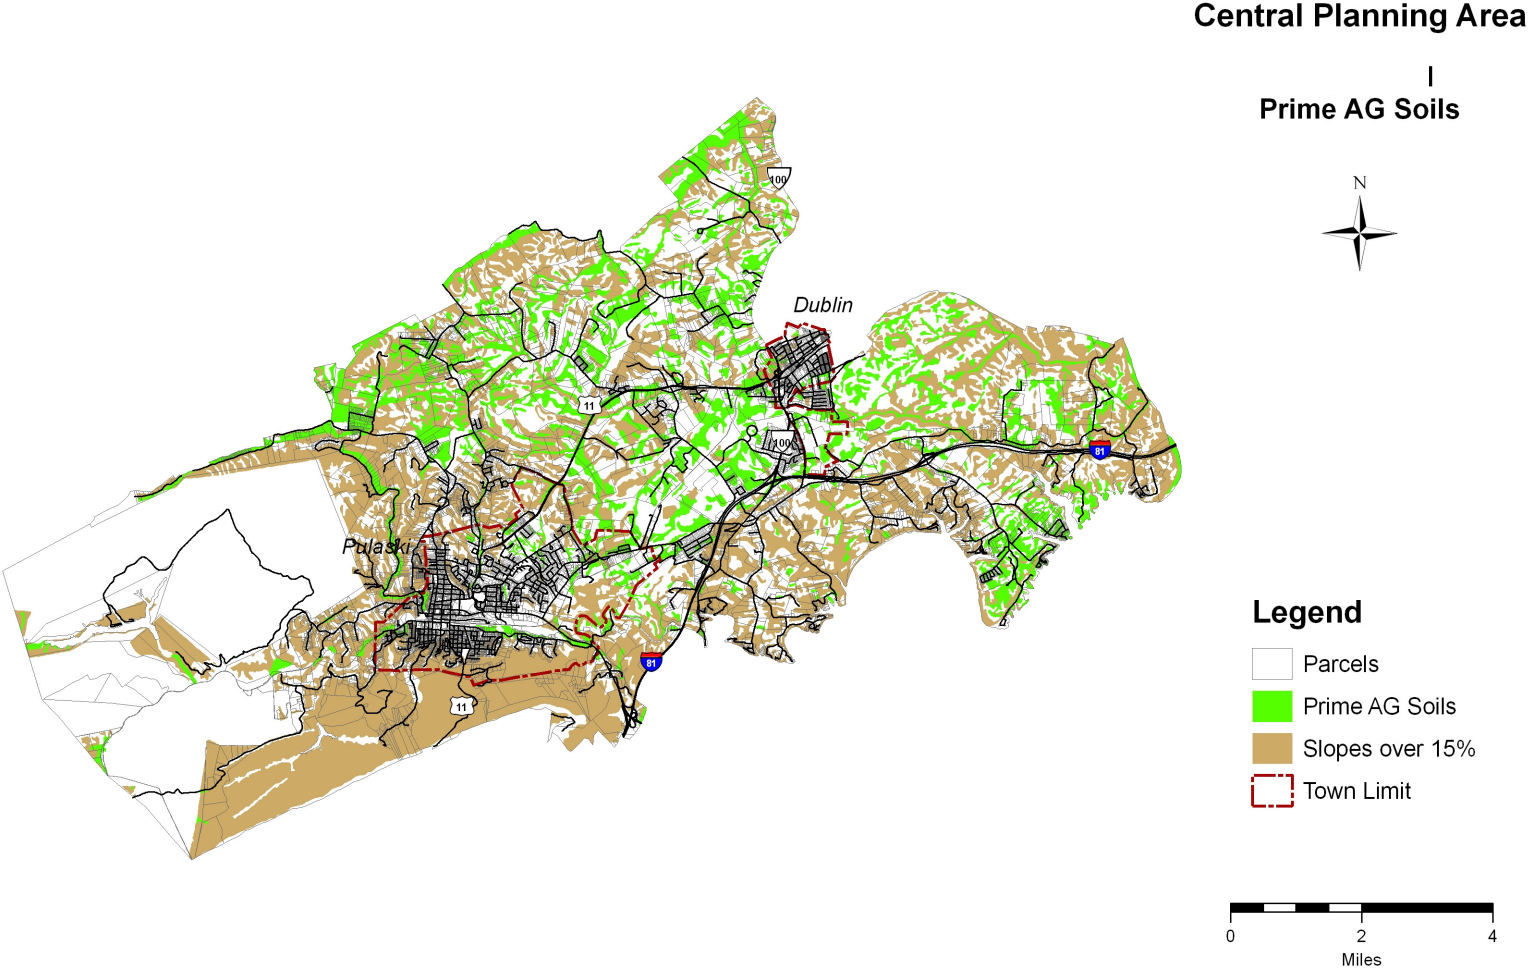 Central Planning Area
|
Prime AG Soils
N
100
Dublin
11
100
81
Pulaski
81
11
Legend
Parcels
Prime AG Soils
Slopes over 15%
Town Limit
0 2 4
Miles